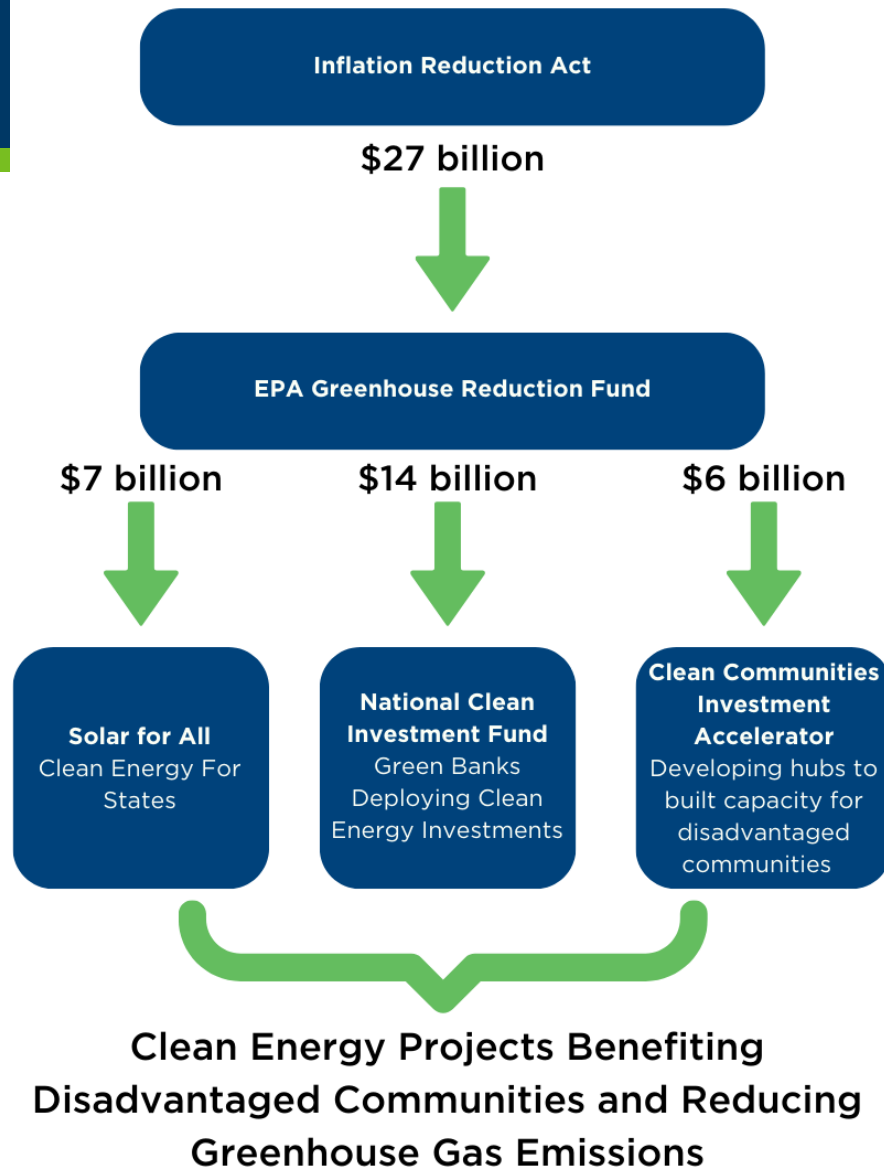 Inflation Reduction Act
$27 billion
EPA Greenhouse Reduction Fund
$7 billion
$14 billion
$6 billion
Solar for All
Clean Energy For
States
National Clean
Investment Fund
Green Banks
Deploying Clean
Energy Investments
Clean Communities
Investment
Accelerator
Developing hubs to
built capacity for
disadvantaged
communities
Clean Energy Projects Benefiting
Disadvantaged Communities and Reducing
Greenhouse Gas Emissions